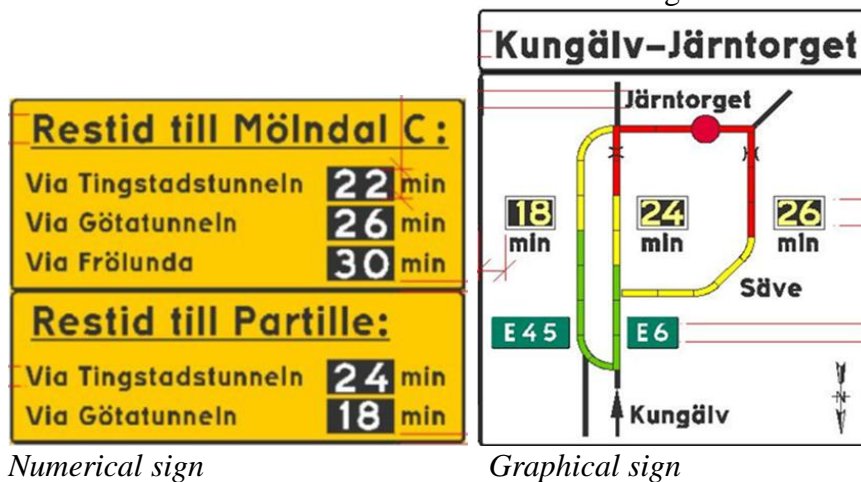 Restid till Mölndal C:
Via Tingstadstunneln 22 min
Via Götatunneln 26 min
Via Frölunda 30 min
Restid till Partille:
Via Tingstadstunneln 24 min
Via Götatunneln 18 min
Numerical sign
Kungälv–Järntorget
Järntorget
18 min
24 min
26 min
Säve
E45
E6
N
Kungälv
Graphical sign